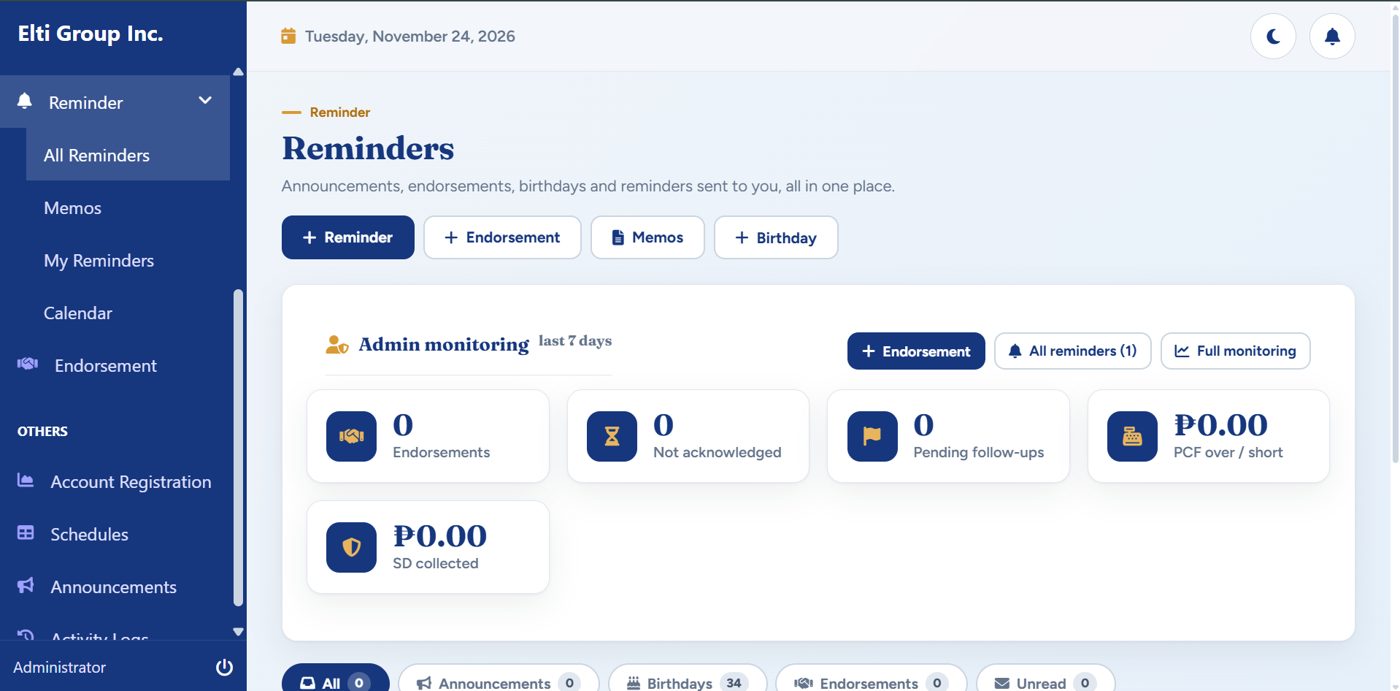 Elti Group Inc.
Reminder
All Reminders
Memos
My Reminders
Calendar
Endorsement
OTHERS
Account Registration
Schedules
Announcements
Activity Logs
Administrator
Tuesday, November 24, 2026
Reminder
Reminders
Announcements, endorsements, birthdays and reminders sent to you, all in one place.
+ Reminder
+ Endorsement
Memos
+ Birthday
Admin monitoring last 7 days
+ Endorsement
All reminders (1)
Full monitoring
0
Endorsements
0
Not acknowledged
0
Pending follow-ups
₱0.00
PCF over / short
₱0.00
SD collected
All 0
Announcements 0
Birthdays 34
Endorsements 0
Unread 0